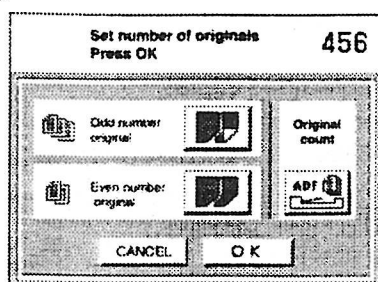 Set number of originals
Press OK
456
Odd number
original
Original
count
Even number
original
ADF
CANCEL
OK